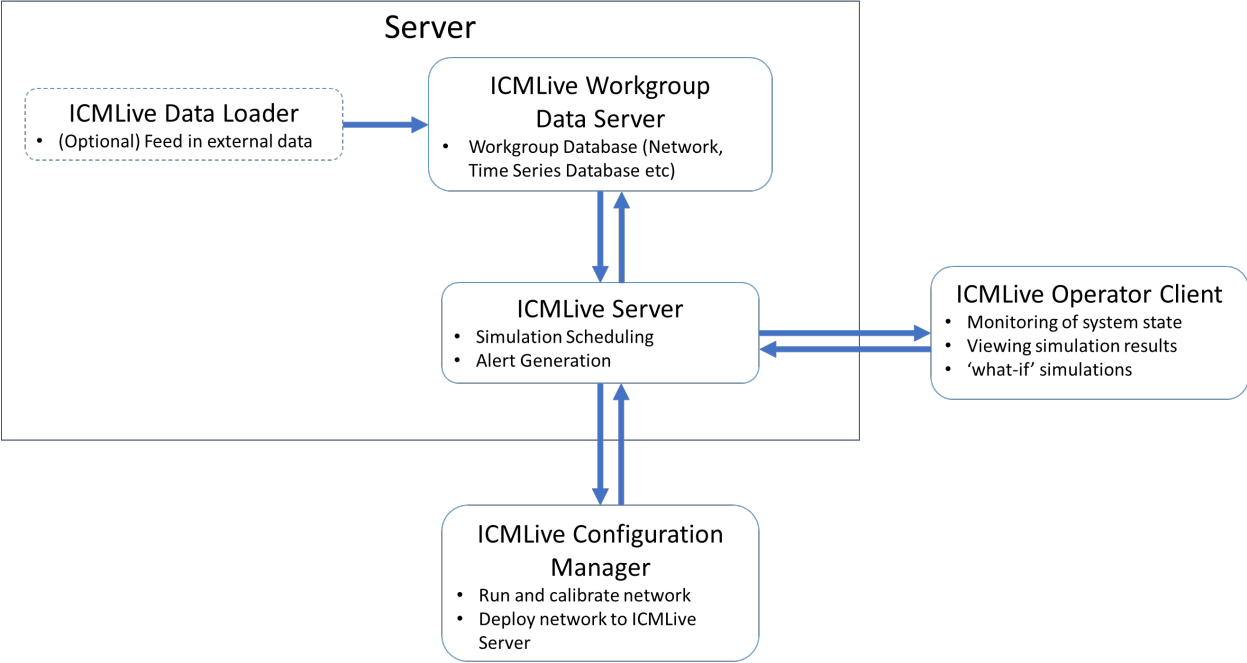 Server
ICMLive Data Loader
• (Optional) Feed in external data
ICMLive Workgroup
Data Server
• Workgroup Database (Network,
Time Series Database etc)
ICMLive Server
• Simulation Scheduling
• Alert Generation
ICMLive Operator Client
• Monitoring of system state
• Viewing simulation results
• ‘what-if’ simulations
ICMLive Configuration
Manager
• Run and calibrate network
• Deploy network to ICMLive
Server